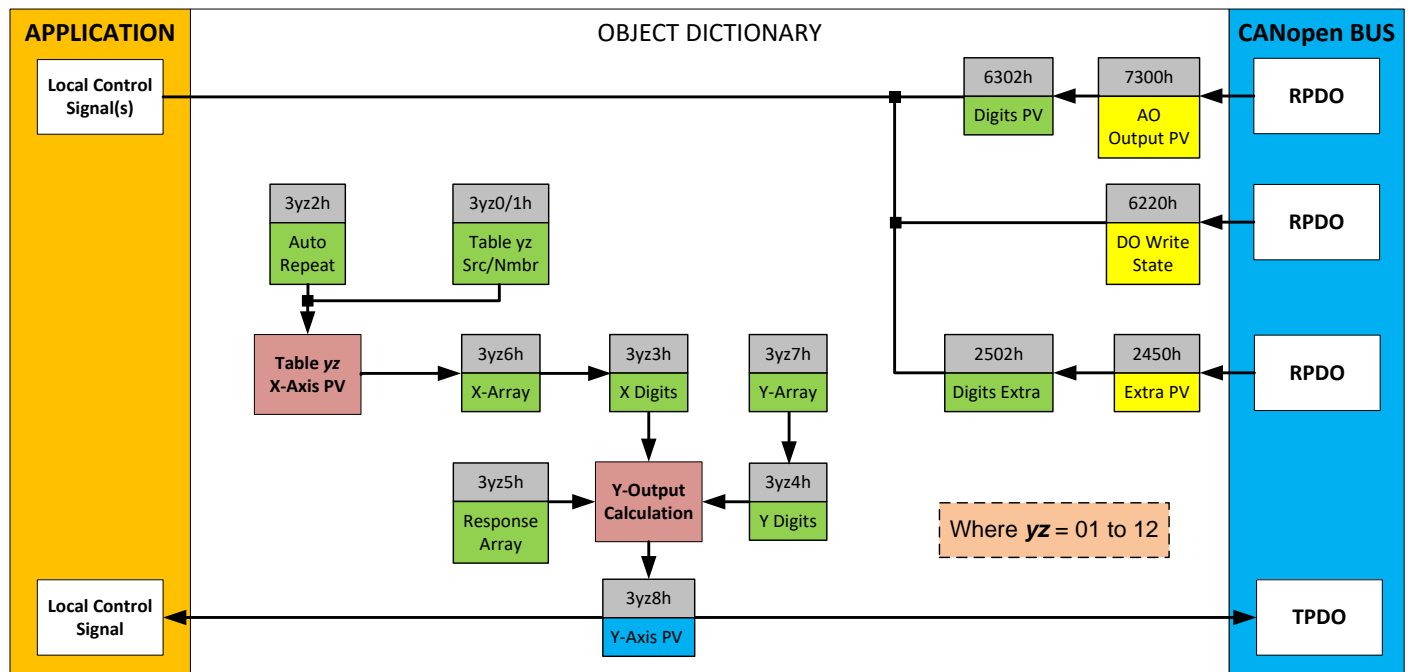 APPLICATION
OBJECT DICTIONARY
CANopen BUS
Local Control
Signal(s)
6302h
Digits PV
7300h
AO
Output PV
RPDO
3yz2h
Auto
Repeat
3yz0/1h
Table yz
Src/Nmbr
6220h
DO Write
State
RPDO
Table yz
X-Axis PV
3yz6h
X-Array
3yz3h
X Digits
3yz7h
Y-Array
2502h
Digits Extra
2450h
Extra PV
RPDO
3yz5h
Response
Array
Y-Output
Calculation
3yz4h
Y Digits
Where yz = 01 to 12
Local Control
Signal
3yz8h
Y-Axis PV
TPDO